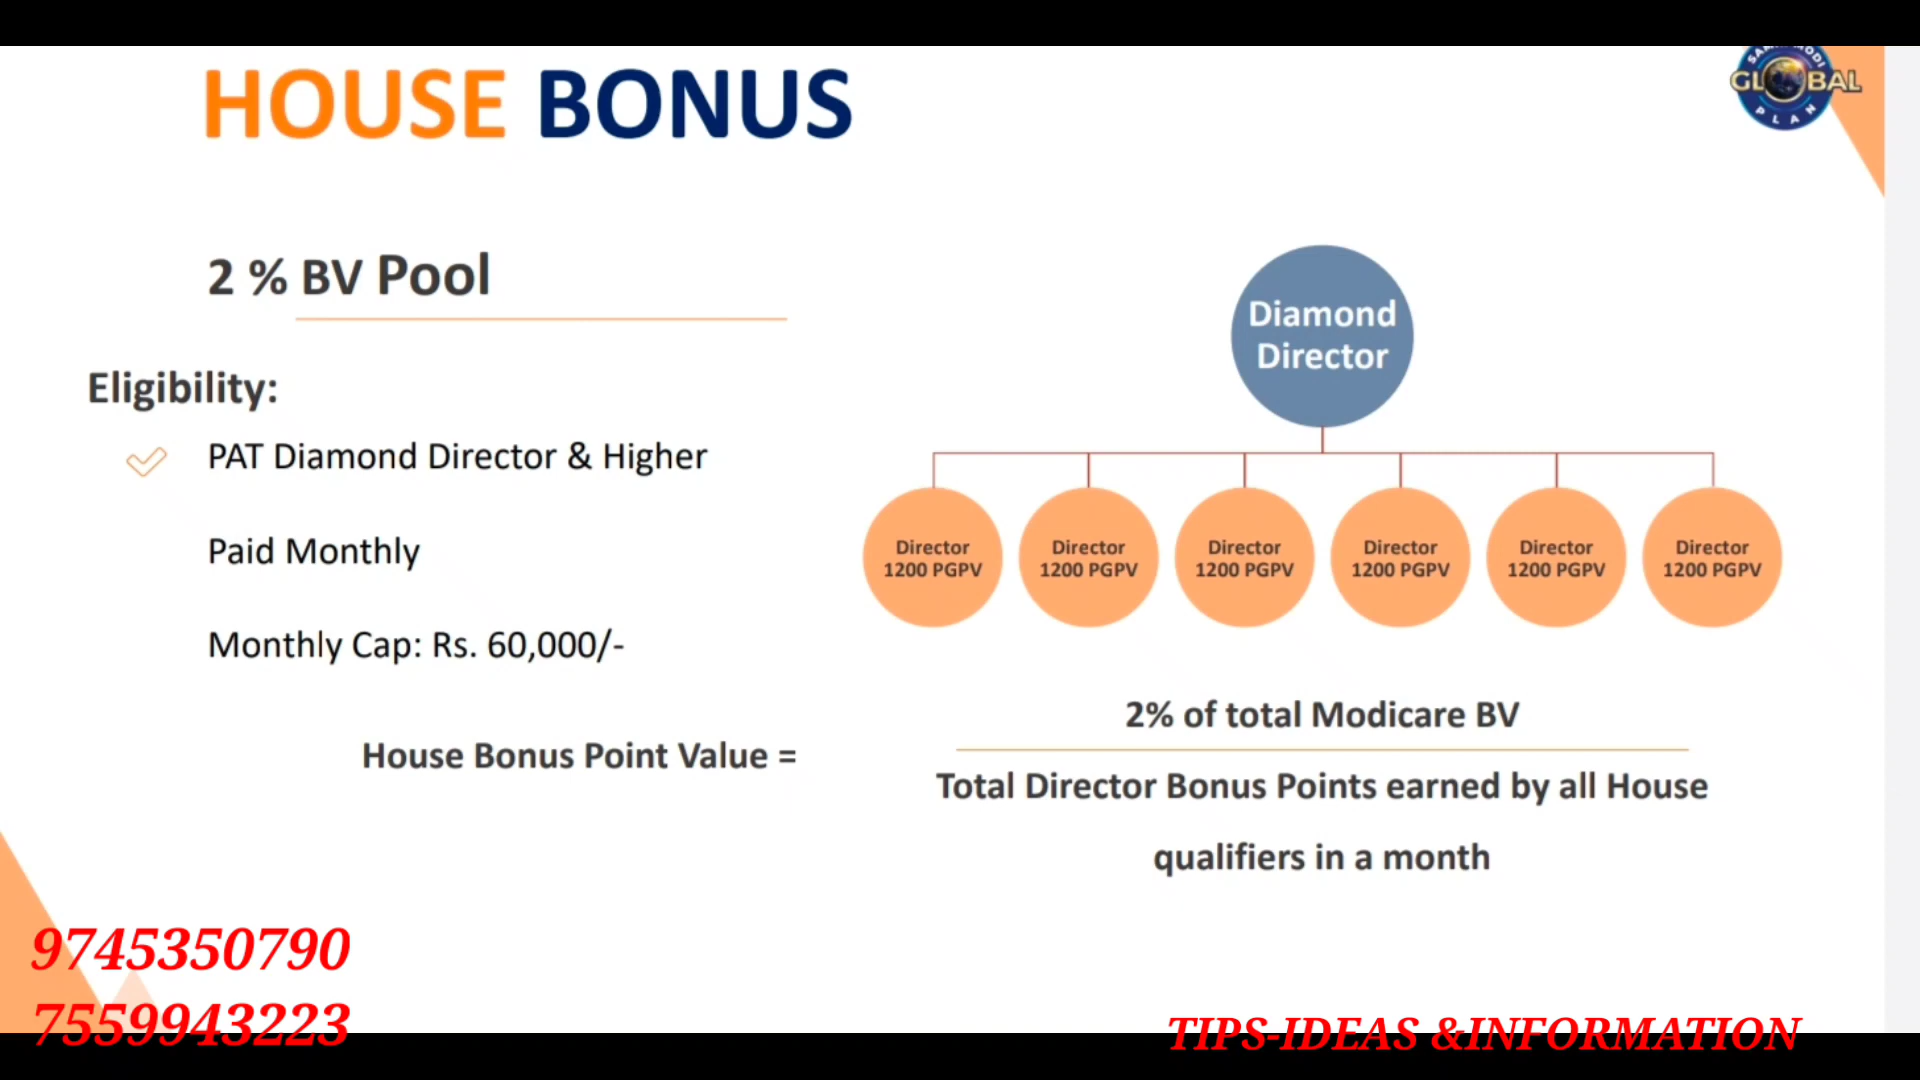 HOUSE BONUS
GLOBAL
PLAN
2 % BV Pool
Eligibility:
PAT Diamond Director & Higher
Paid Monthly
Monthly Cap: Rs. 60,000/-
Diamond
Director
Director
1200 PGPV
Director
1200 PGPV
Director
1200 PGPV
Director
1200 PGPV
Director
1200 PGPV
Director
1200 PGPV
House Bonus Point Value =
2% of total Modicare BV
Total Director Bonus Points earned by all House
qualifiers in a month
9745350790
7559943223
TIPS-IDEAS &INFORMATION